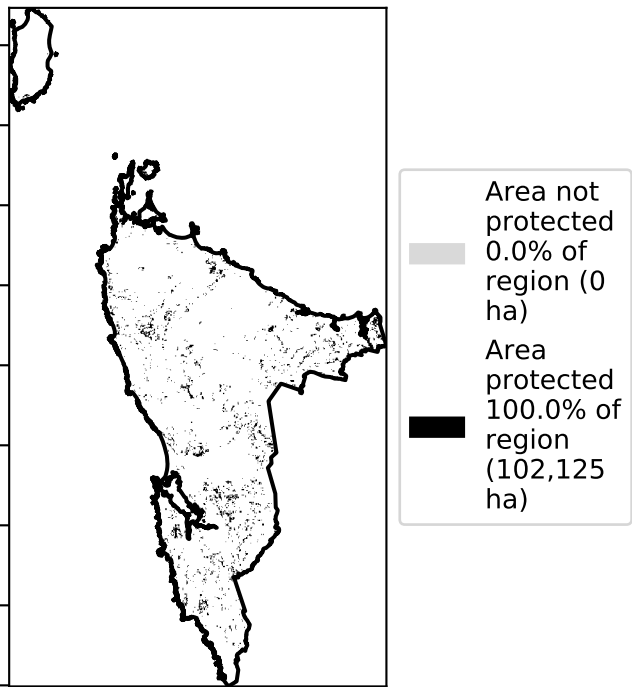 Area not
protected
0.0% of
region (0
ha)
Area
protected
100.0% of
region
(102,125
ha)